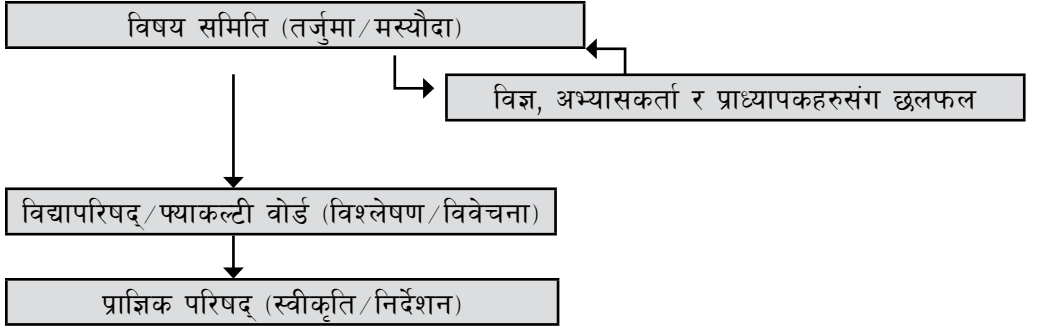 विषय समिति (तर्जुमा/मस्यौदा)
विज्ञ, अभ्यासकर्ता र प्राध्यापकहरुसंग छलफल
विद्यापरिषद्/फ्याकल्टी वोर्ड (विश्लेषण/विवेचना)
प्राज्ञिक परिषद् (स्वीकृति/निर्देशन)